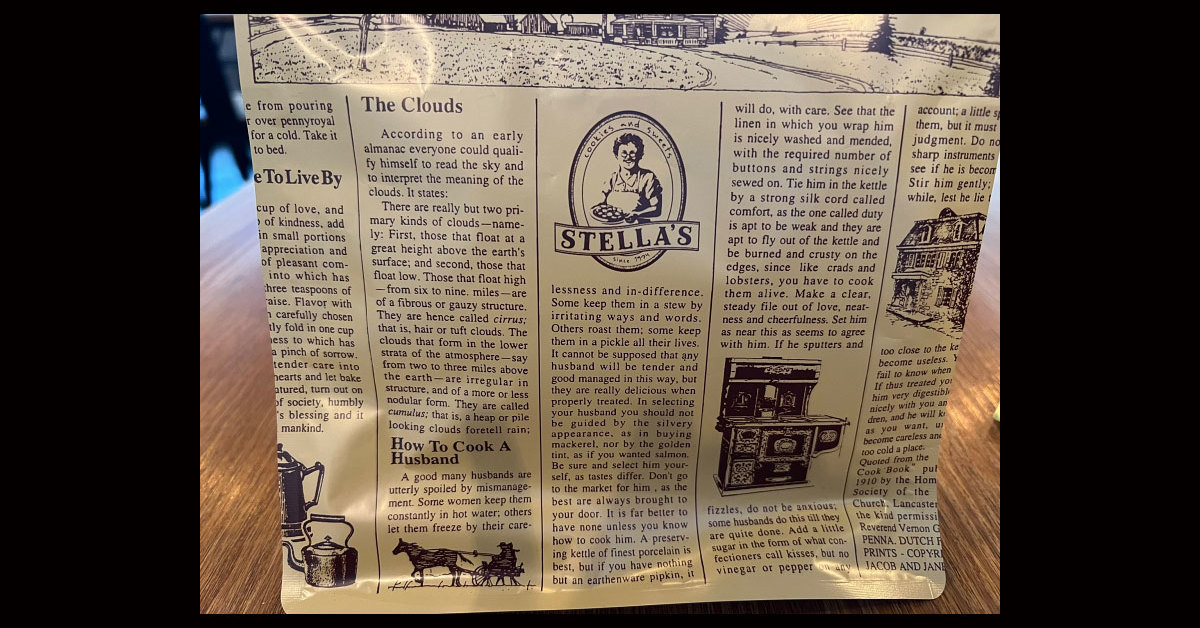 e from pouring
r over pennyroyal
for a cold. Take it
to bed.
e To Live By
cup of love, and
of kindness, add
in small portions
appreciation and
of pleasant com-
into which has
three teaspoons of
raise. Flavor with
carefully chosen
tly fold in one cup
ess to which has
a pinch of sorrow.
tender care into
hearts and let bake
atured, turn out on
of society, humbly
's blessing and it
mankind.
The Clouds
According to an early
almanac everyone could quali-
fy himself to read the sky and
to interpret the meaning of the
clouds. It states:
There are really but two pri-
mary kinds of clouds—name-
ly: First, those that float at a
great height above the earth's
surface; and second, those that
float low. Those that float high
—from six to nine. miles—are
of a fibrous or gauzy structure.
They are hence called cirrus;
that is, hair or tuft clouds. The
clouds that form in the lower
strata of the atmosphere—say
from two to three miles above
the earth—are irregular in
structure, and of a more or less
nodular form. They are called
cumulus; that is, a heap or pile
looking clouds foretell rain;
How To Cook A
Husband
A good many husbands are
utterly spoiled by mismanage-
ment. Some women keep them
constantly in hot water; others
let them freeze by their care-
cookies and sweets
STELLA'S
since 1994
lessness and in-difference.
Some keep them in a stew by
irritating ways and words.
Others roast them; some keep
them in a pickle all their lives.
It cannot be supposed that any
husband will be tender and
good managed in this way, but
they are really delicious when
properly treated. In selecting
your husband you should not
be guided by the silvery
appearance, as in buying
mackerel, nor by the golden
tint, as if you wanted salmon.
Be sure and select him your-
self, as tastes differ. Don't go
to the market for him , as the
best are always brought to
your door. It is far better to
have none unless you know
how to cook him. A preserv-
ing kettle of finest porcelain is
best, but if you have nothing
but an earthenware pipkin, it
will do, with care. See that the
linen in which you wrap him
is nicely washed and mended,
with the required number of
buttons and strings nicely
sewed on. Tie him in the kettle
by a strong silk cord called
comfort, as the one called duty
is apt to be weak and they are
apt to fly out of the kettle and
be burned and crusty on the
edges, since like crads and
lobsters, you have to cook
them alive. Make a clear,
steady file out of love, neat-
ness and cheerfulness. Set him
as near this as seems to agree
with him. If he sputters and
fizzles, do not be anxious;
some husbands do this till they
are quite done. Add a little
sugar in the form of what con-
fectioners call kisses, but no
vinegar or pepper on any
account; a little sp
them, but it must
judgment. Do no
sharp instruments
see if he is becom
Stir him gently;
while, lest he lie
too close to the ke
become useless. Y
fail to know when
If thus treated you
him very digestible
nicely with you an
dren, and he will ke
as you want, un
become careless and
too cold a place.
Quoted from the
Cook Book" pub
1910 by the Hom
Society of the
Church, Lancaster
the kind permissi
Reverend Vernon G
PENNA. DUTCH F
PRINTS - COPYR
JACOB AND JANE